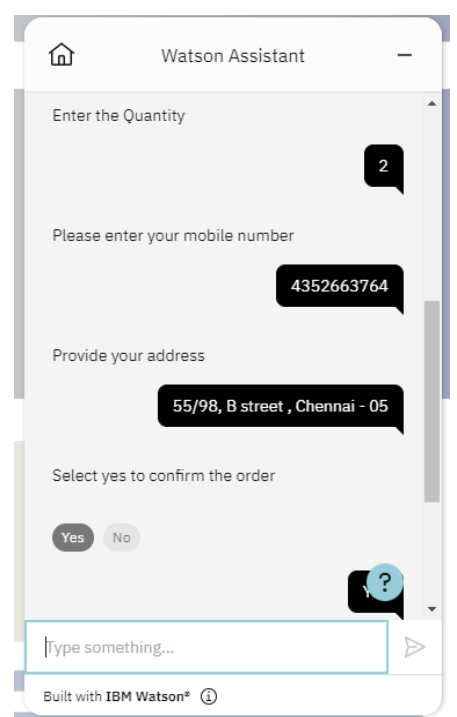 Watson Assistant
Enter the Quantity
2
Please enter your mobile number
4352663764
Provide your address
55/98, B street , Chennai - 05
Select yes to confirm the order
Yes No
?
Type something...
Built with IBM Watson®